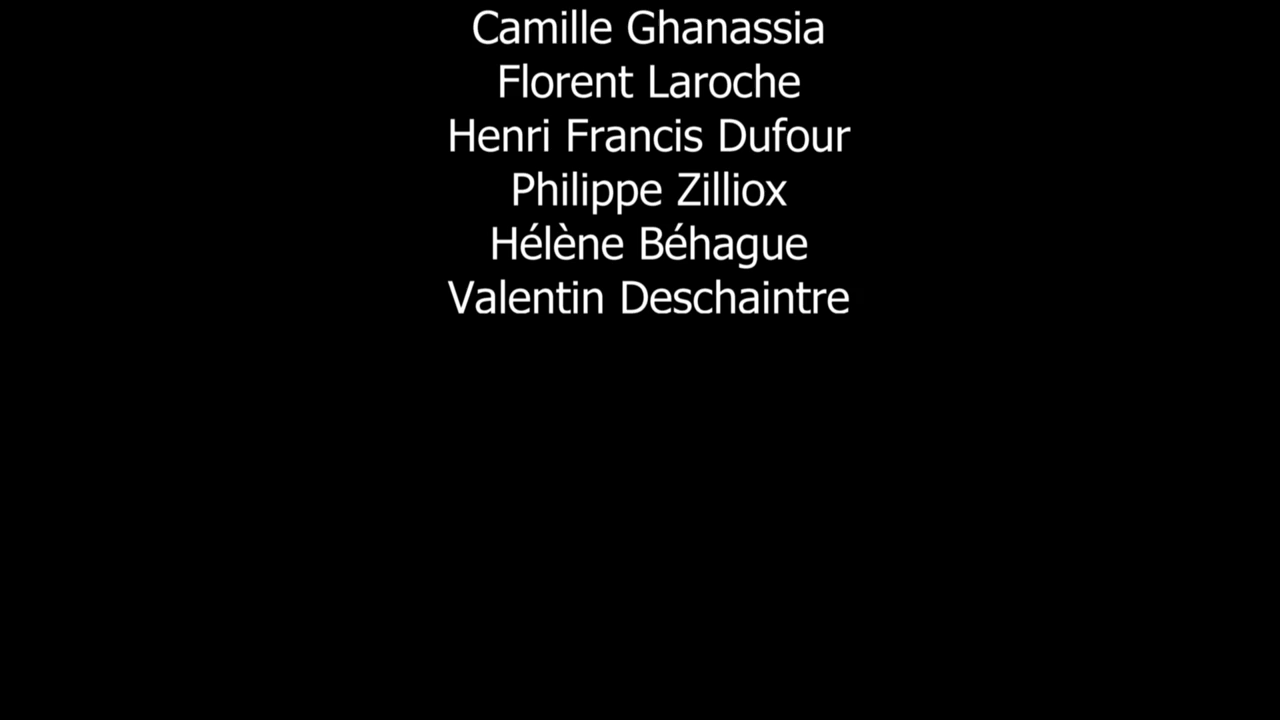 Camille Ghanassia
Florent Laroche
Henri Francis Dufour
Philippe Zilliox
Hélène Béhague
Valentin Deschaintre